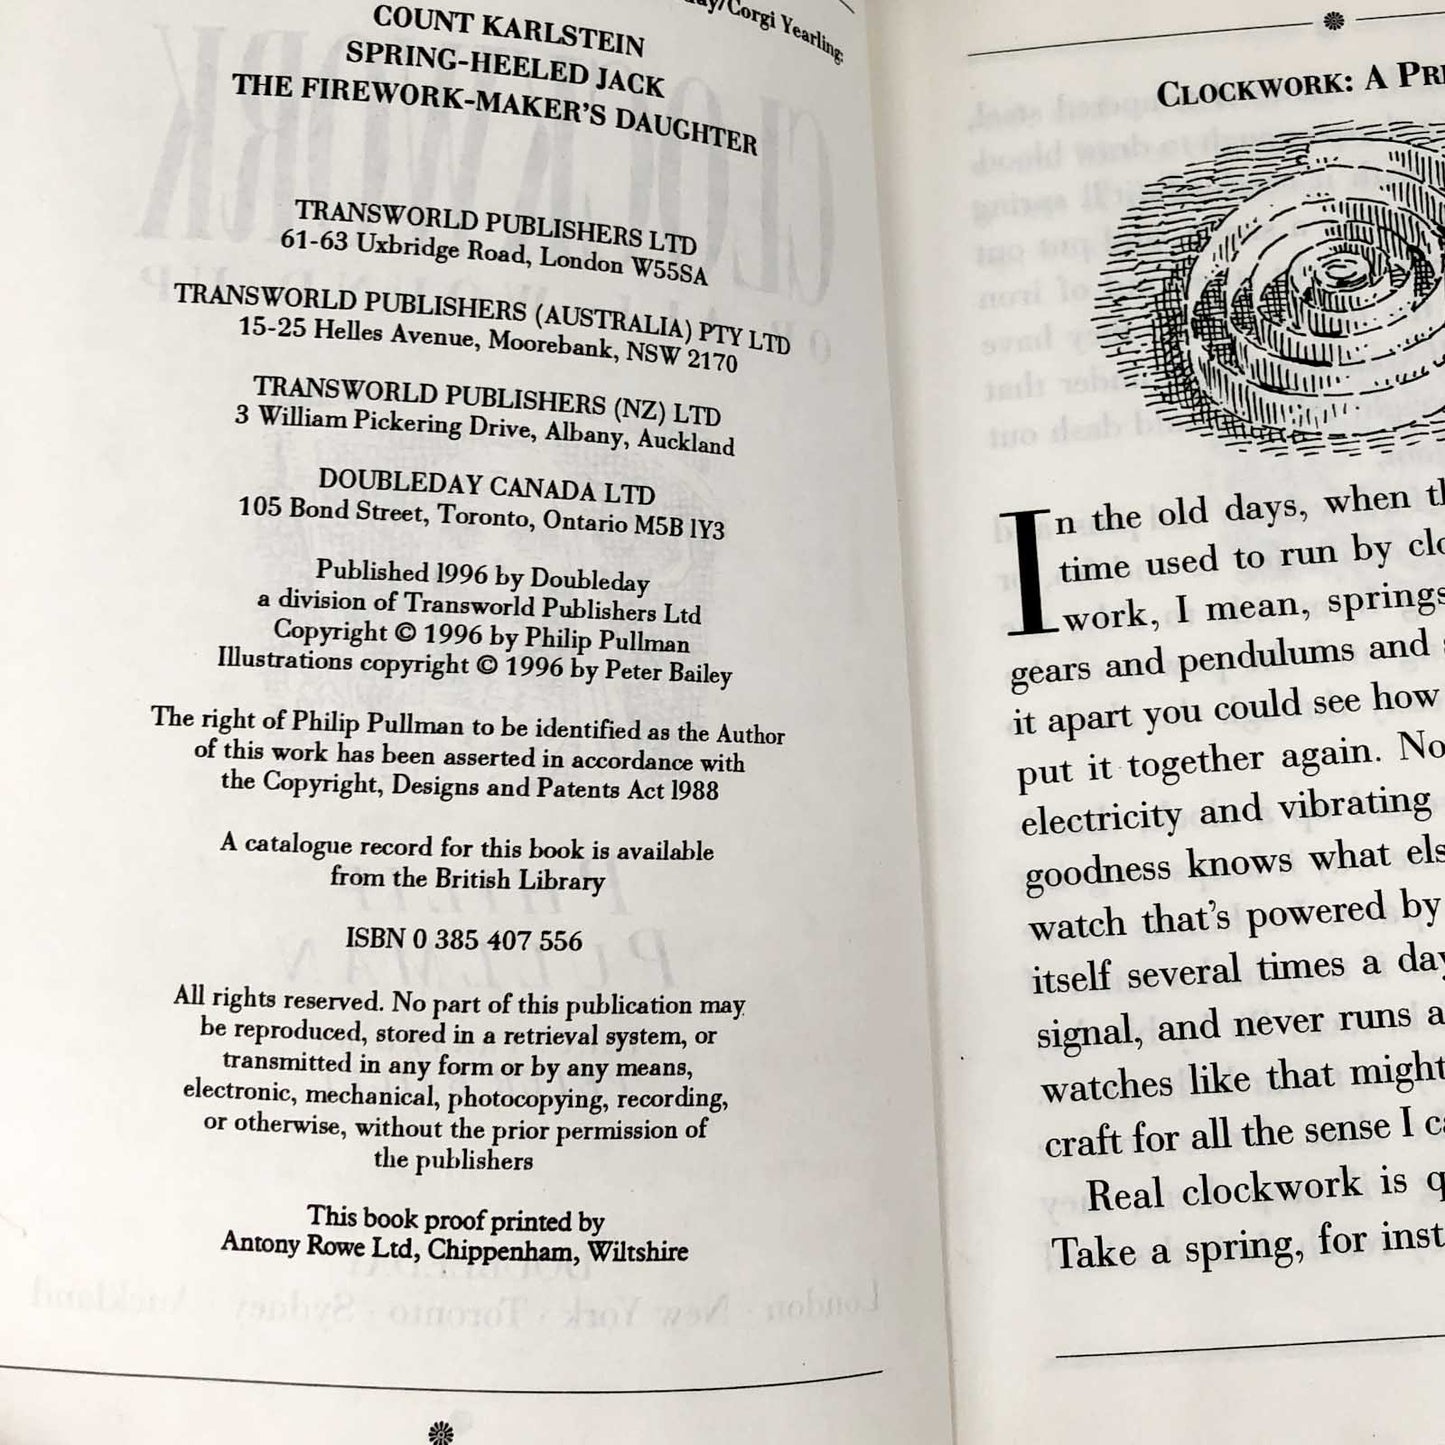 /Corgi Yearling:
COUNT KARLSTEIN
SPRING-HEELED JACK
THE FIREWORK-MAKER'S DAUGHTER
TRANSWORLD PUBLISHERS LTD
61-63 Uxbridge Road, London W55SA
TRANSWORLD PUBLISHERS (AUSTRALIA) PTY LTD
15-25 Helles Avenue, Moorebank, NSW 2170
TRANSWORLD PUBLISHERS (NZ) LTD
3 William Pickering Drive, Albany, Auckland
DOUBLEDAY CANADA LTD
105 Bond Street, Toronto, Ontario M5B 1Y3
Published 1996 by Doubleday
a division of Transworld Publishers Ltd
Copyright © 1996 by Philip Pullman
Illustrations copyright © 1996 by Peter Bailey
The right of Philip Pullman to be identified as the Author
of this work has been asserted in accordance with
the Copyright, Designs and Patents Act 1988
A catalogue record for this book is available
from the British Library
ISBN 0 385 407 556
All rights reserved. No part of this publication may
be reproduced, stored in a retrieval system, or
transmitted in any form or by any means,
electronic, mechanical, photocopying, recording,
or otherwise, without the prior permission of
the publishers
This book proof printed by
Antony Rowe Ltd, Chippenham, Wiltshire
CLOCKWORK: A PR
In the old days, when
time used to run by clo
work, I mean, springs
gears and pendulums and
it apart you could see how
put it together again. No
electricity and vibrating
goodness knows what els
watch that's powered by
itself several times a day
signal, and never runs a
watches like that might
craft for all the sense I c
Real clockwork is q
Take a spring, for inst